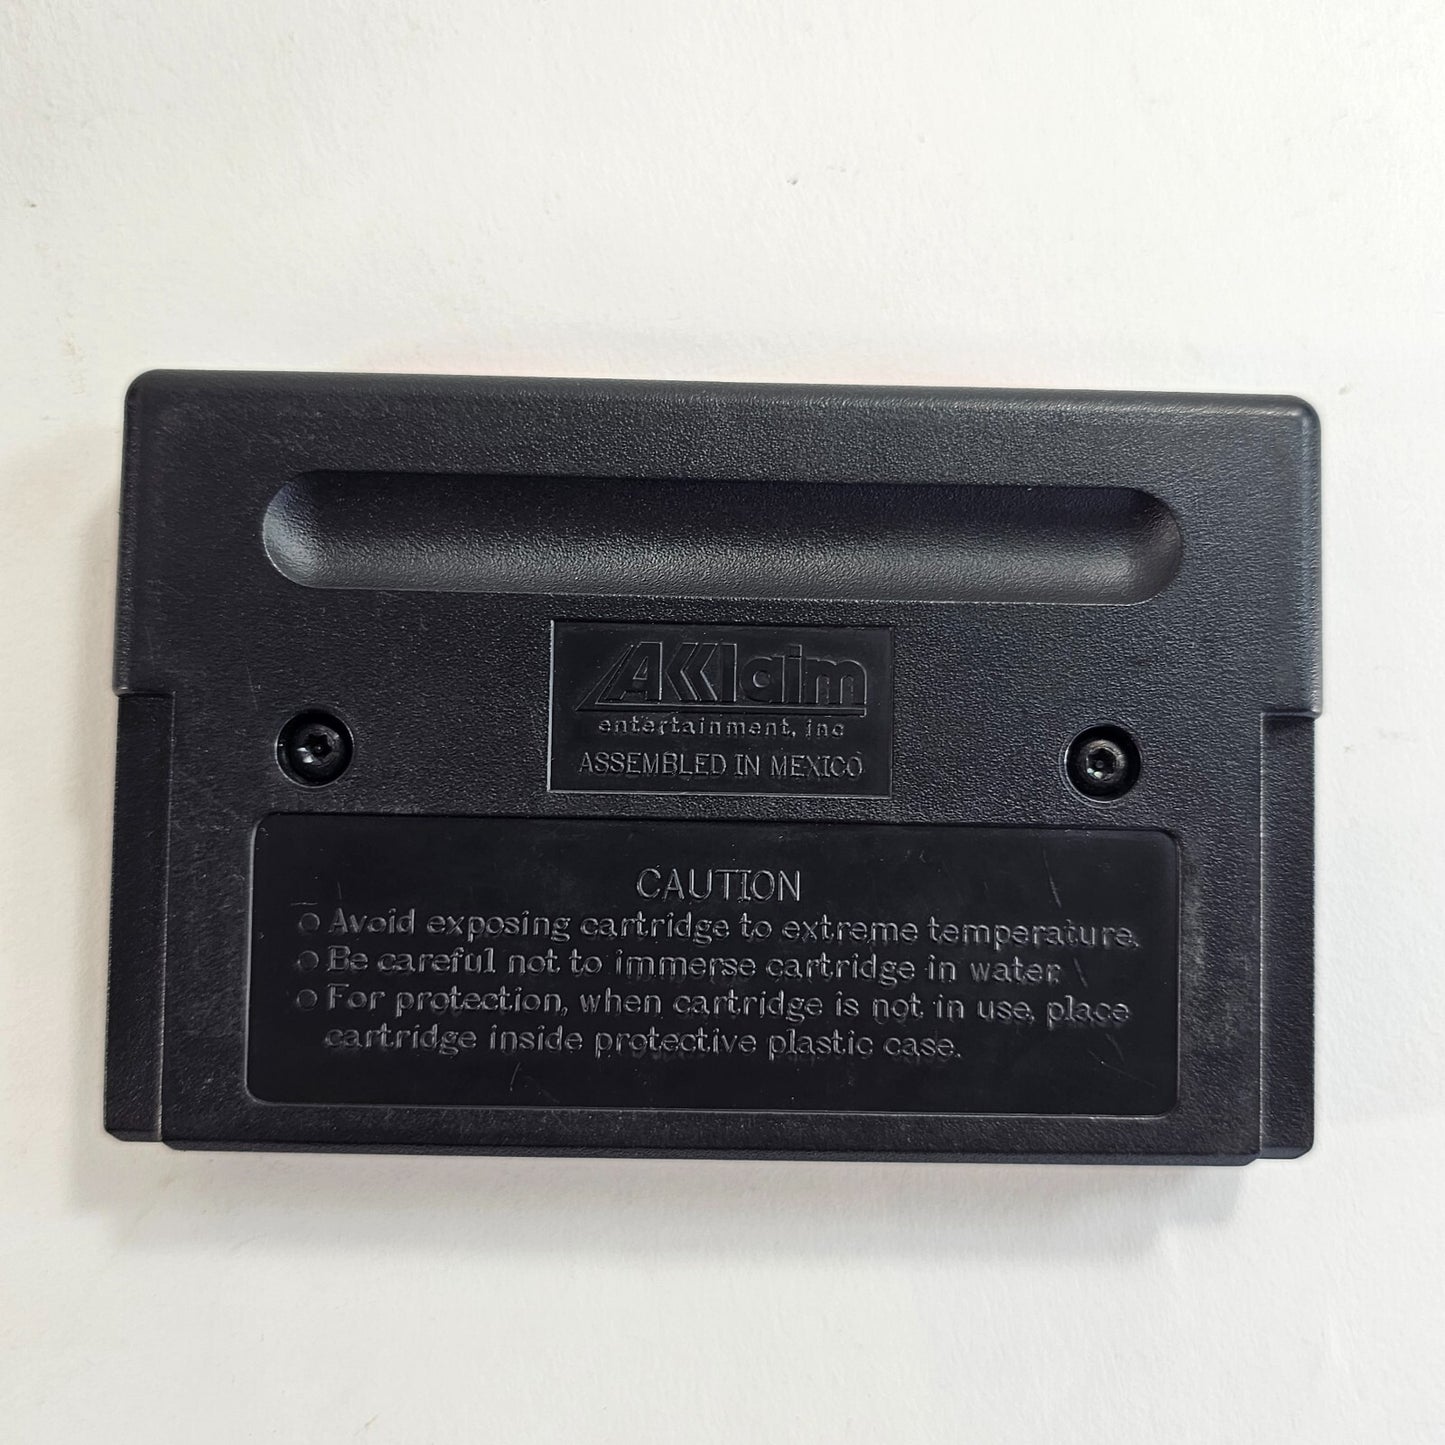 AKKlaim
entertainment, inc
ASSEMBLED IN MEXICO
CAUTION
○ Avoid exposing cartridge to extreme temperature.
○ Be careful not to immerse cartridge in water.
○ For protection, when cartridge is not in use, place
cartridge inside protective plastic case.